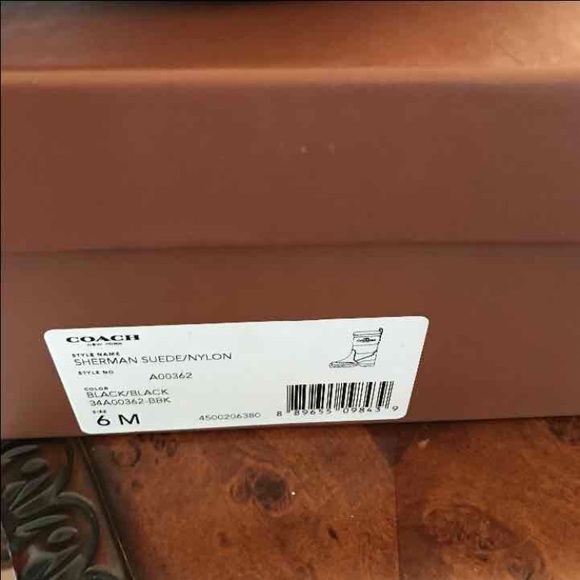 COACH
NEW YORK
STYLE NAME
SHERMAN SUEDE/NYLON
STYLE NO
A00362
COLOR
BLACK/BLACK
34A00362-BBK
SIZE
6 M
4500206380
8 89655 09843 9